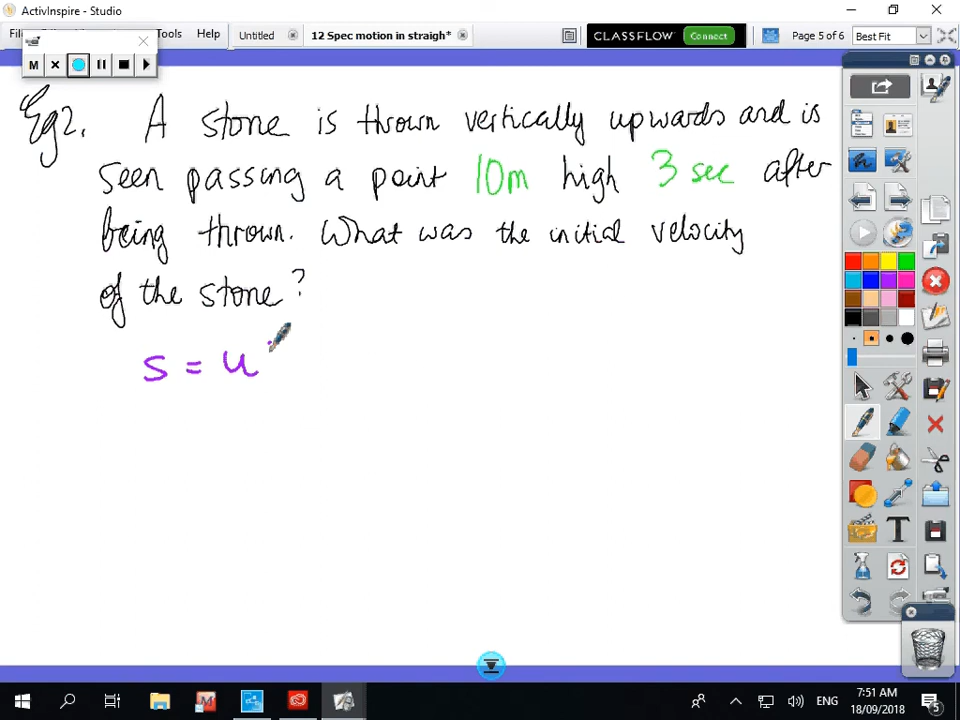 ActivInspire - Studio
Tools Help Untitled 12 Spec motion in straigh* CLASSFLOW Connect Page 5 of 6 Best Fit
M
Eg2. A stone is thrown vertically upwards and is
seen passing a point 10m high 3 sec after
being thrown. What was the initial velocity
of the stone?
s = u
T
ENG 7:51 AM
18/09/2018
5